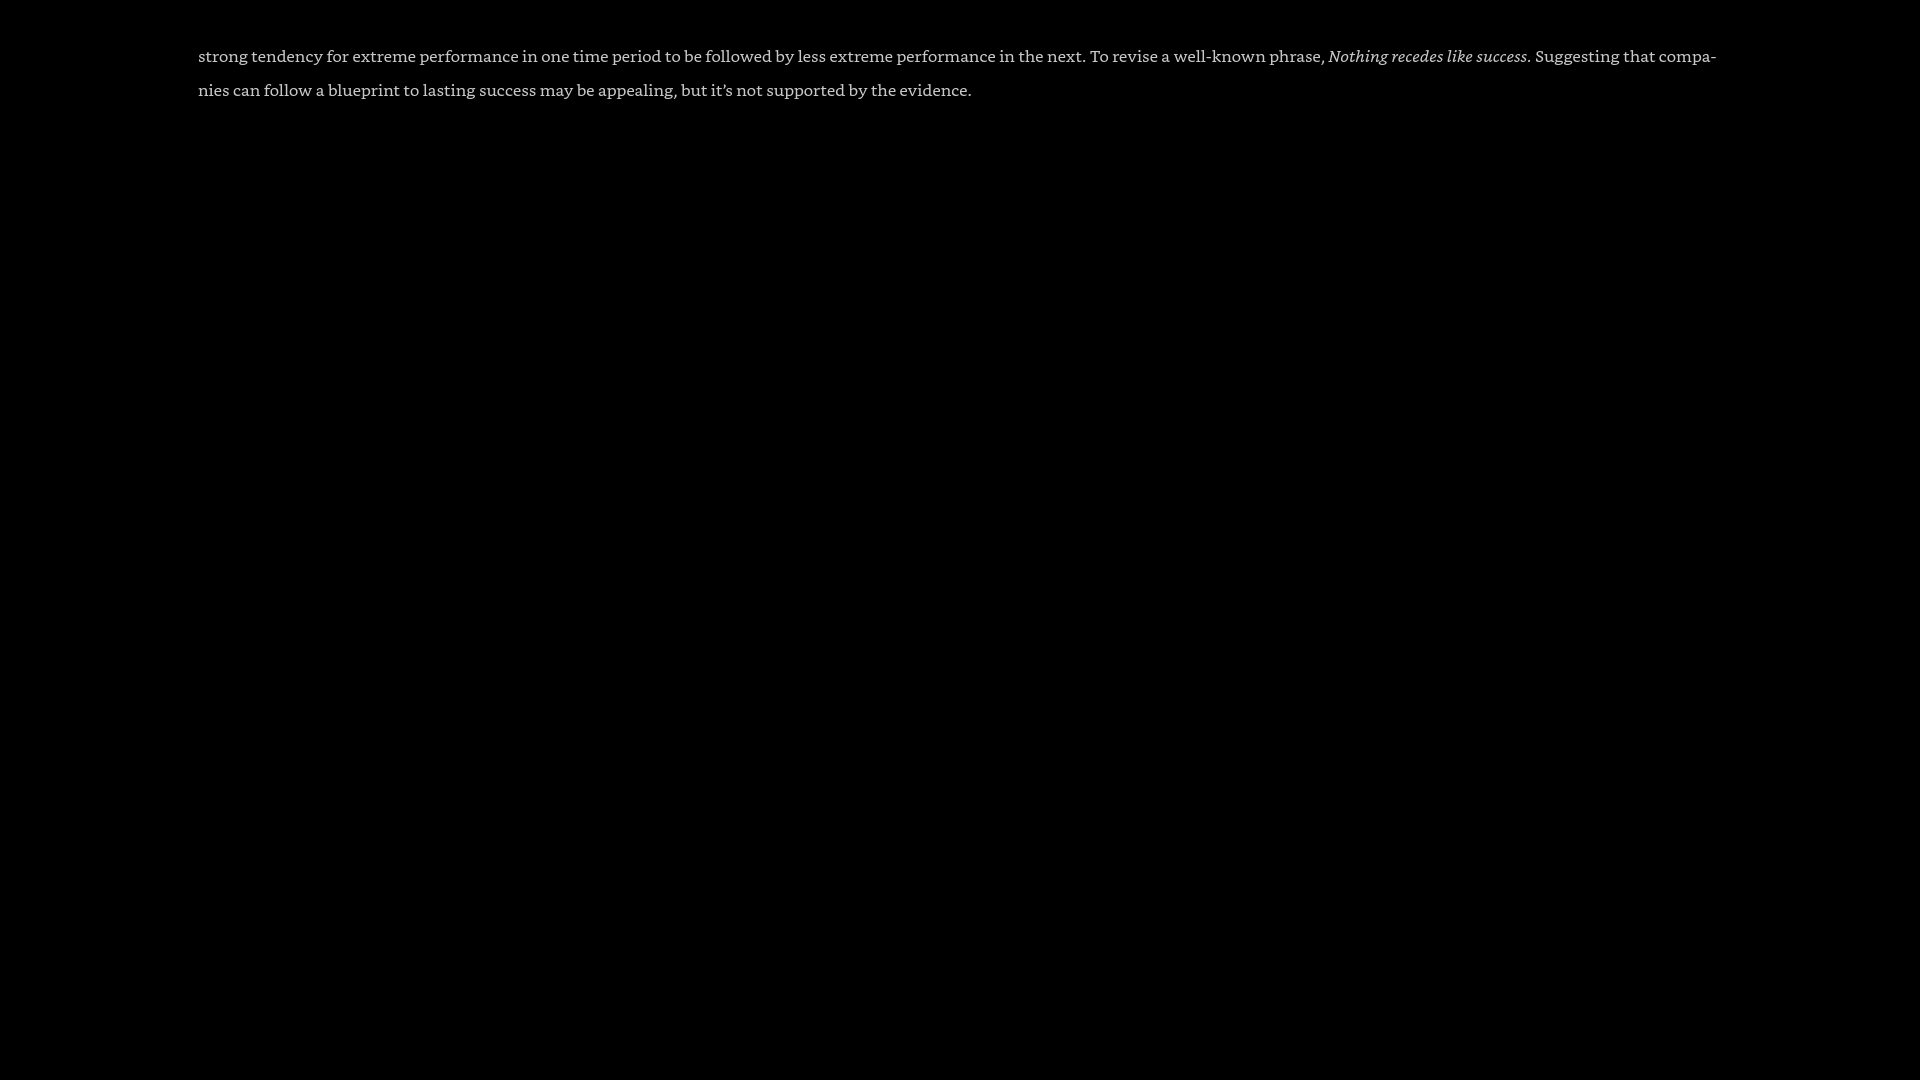 strong tendency for extreme performance in one time period to be followed by less extreme performance in the next. To revise a well-known phrase, Nothing recedes like success. Suggesting that compa-
nies can follow a blueprint to lasting success may be appealing, but it’s not supported by the evidence.